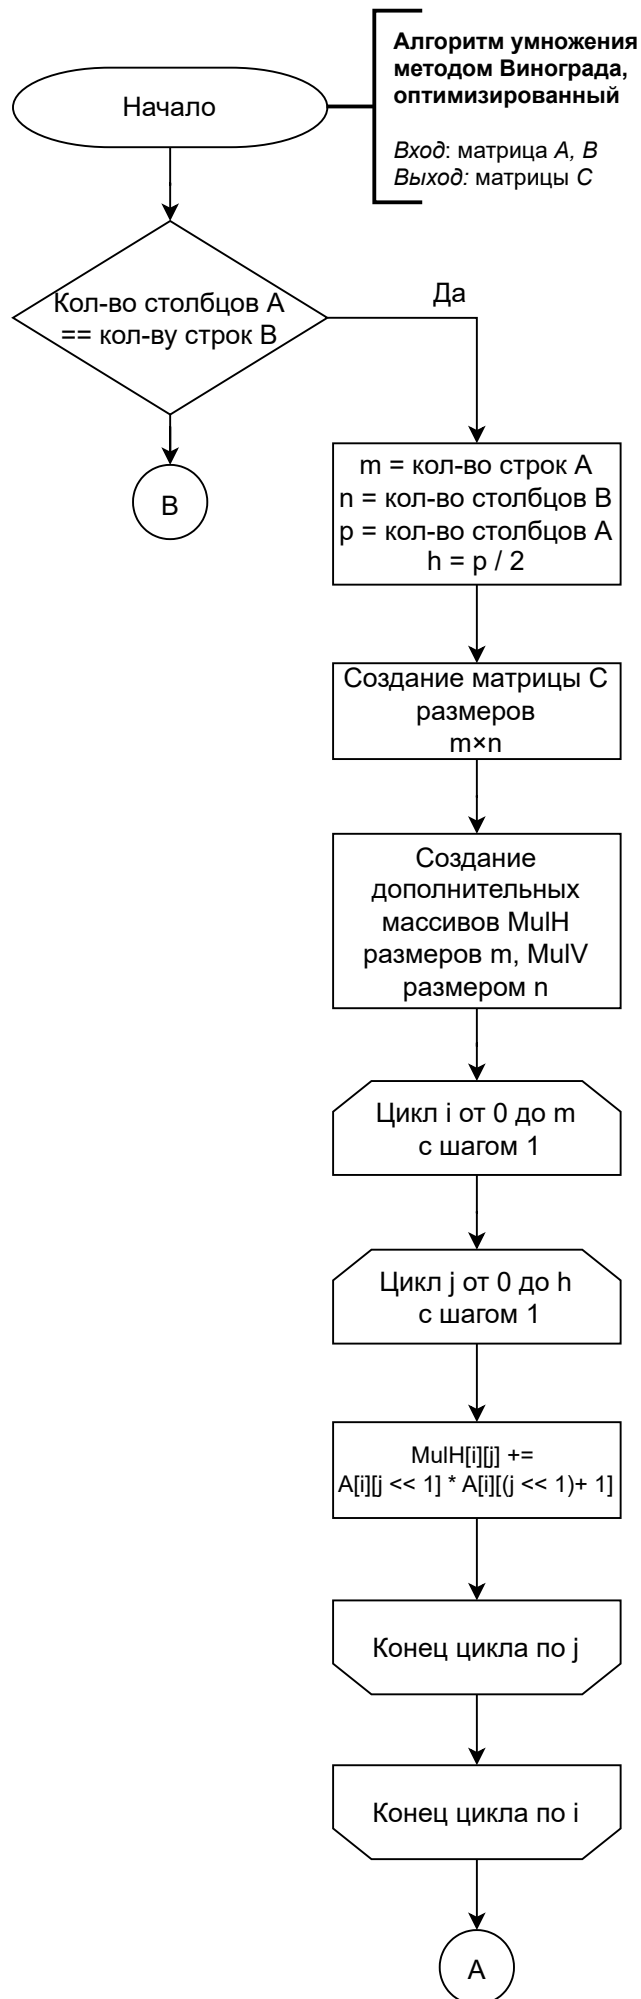 Алгоритм умножения
методом Винограда,
оптимизированный
Вход: матрица A, B
Выход: матрицы C
Начало
Кол-во столбцов A
== кол-ву строк B
Да
B
m = кол-во строк A
n = кол-во столбцов B
p = кол-во столбцов A
h = p / 2
Создание матрицы C
размеров
m×n
Создание
дополнительных
массивов MulH
размеров m, MulV
размером n
Цикл i от 0 до m
с шагом 1
Цикл j от 0 до h
с шагом 1
MulH[i][j] +=
A[i][j << 1] * A[i][(j << 1)+ 1]
Конец цикла по j
Конец цикла по i
A